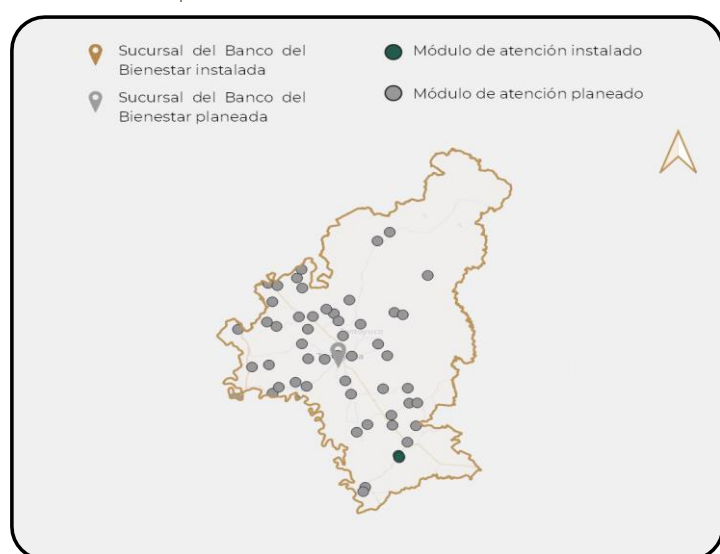 Sucursal del Banco del
Bienestar instalada
Sucursal del Banco del
Bienestar planeada
Módulo de atención instalado
Módulo de atención planeado